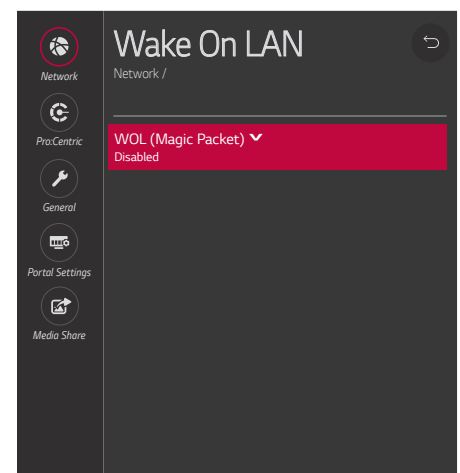 Network
Pro:Centric
General
Portal Settings
Media Share
Wake On LAN
Network /
WOL (Magic Packet)
Disabled